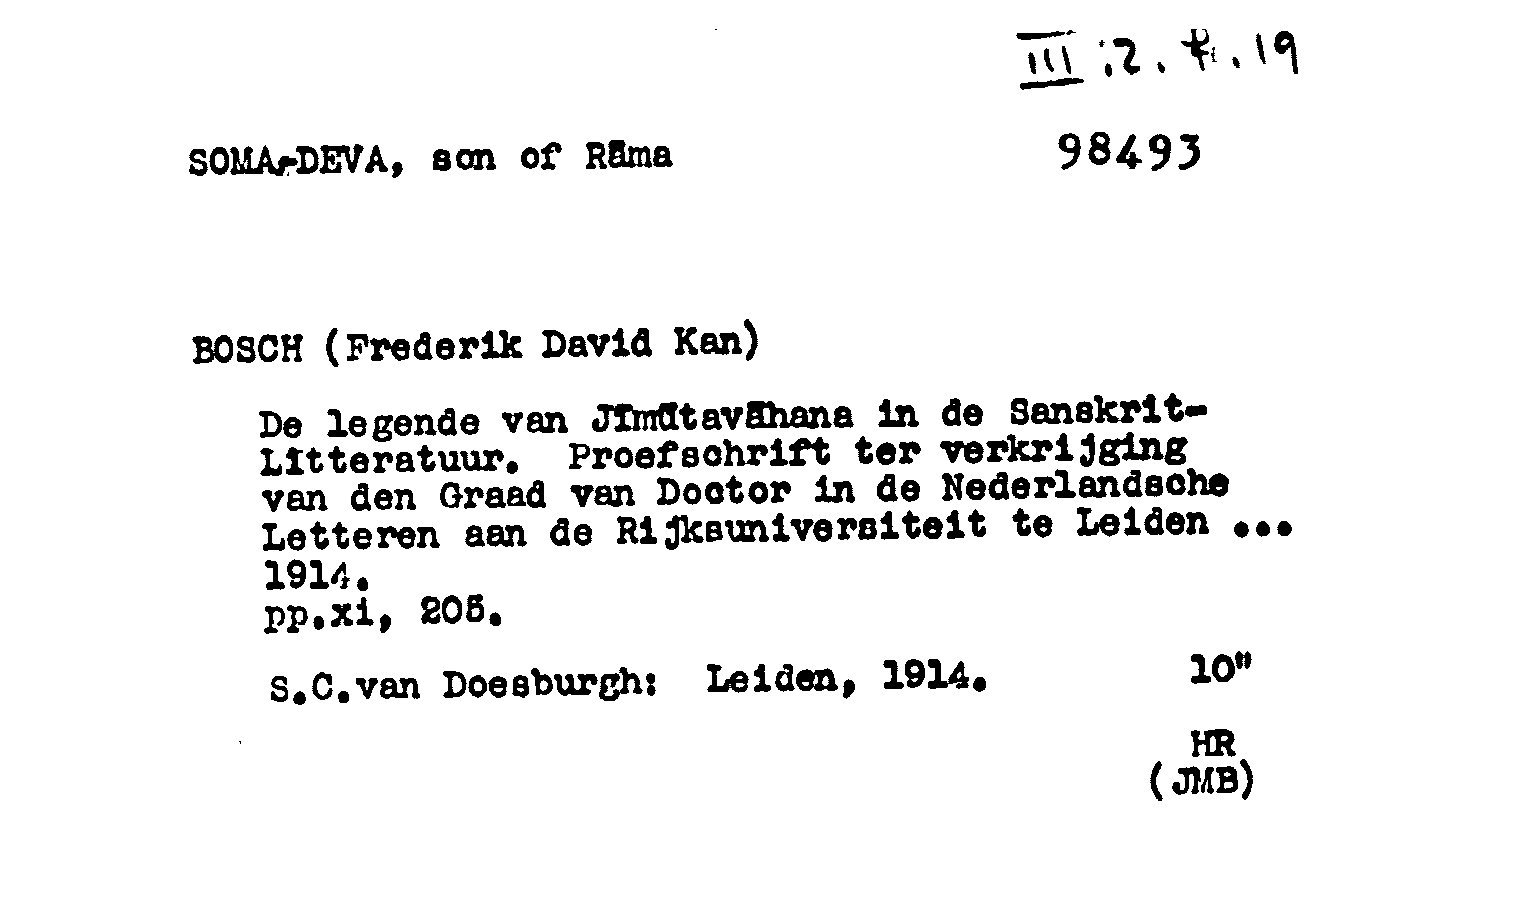 III :2. .19
SOMA-DEVA, son of Rāma 98493
BOSCH (Frederik David Kan)
De legende van Jīmūtavāhana in de Sanskrit-
Litteratuur. Proefschrift ter verkrijging
van den Graad van Doctor in de Nederlandsche
Letteren aan de Rijksuniversiteit te Leiden ...
1914.
pp.xi, 205.
S.C.van Doesburgh: Leiden, 1914. 10"
HR
(JMB)